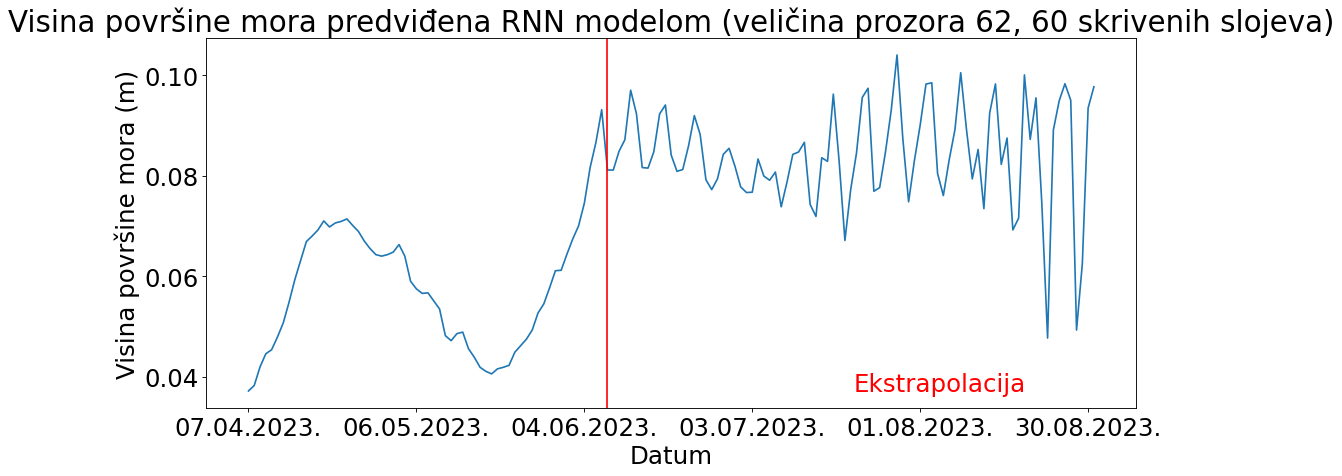 Visina površine mora predviđena RNN modelom (veličina prozora 62, 60 skrivenih slojeva)
Visina površine mora (m)
0.10
0.08
0.06
0.04
Ekstrapolacija
07.04.2023. 06.05.2023. 04.06.2023. 03.07.2023. 01.08.2023. 30.08.2023.
Datum